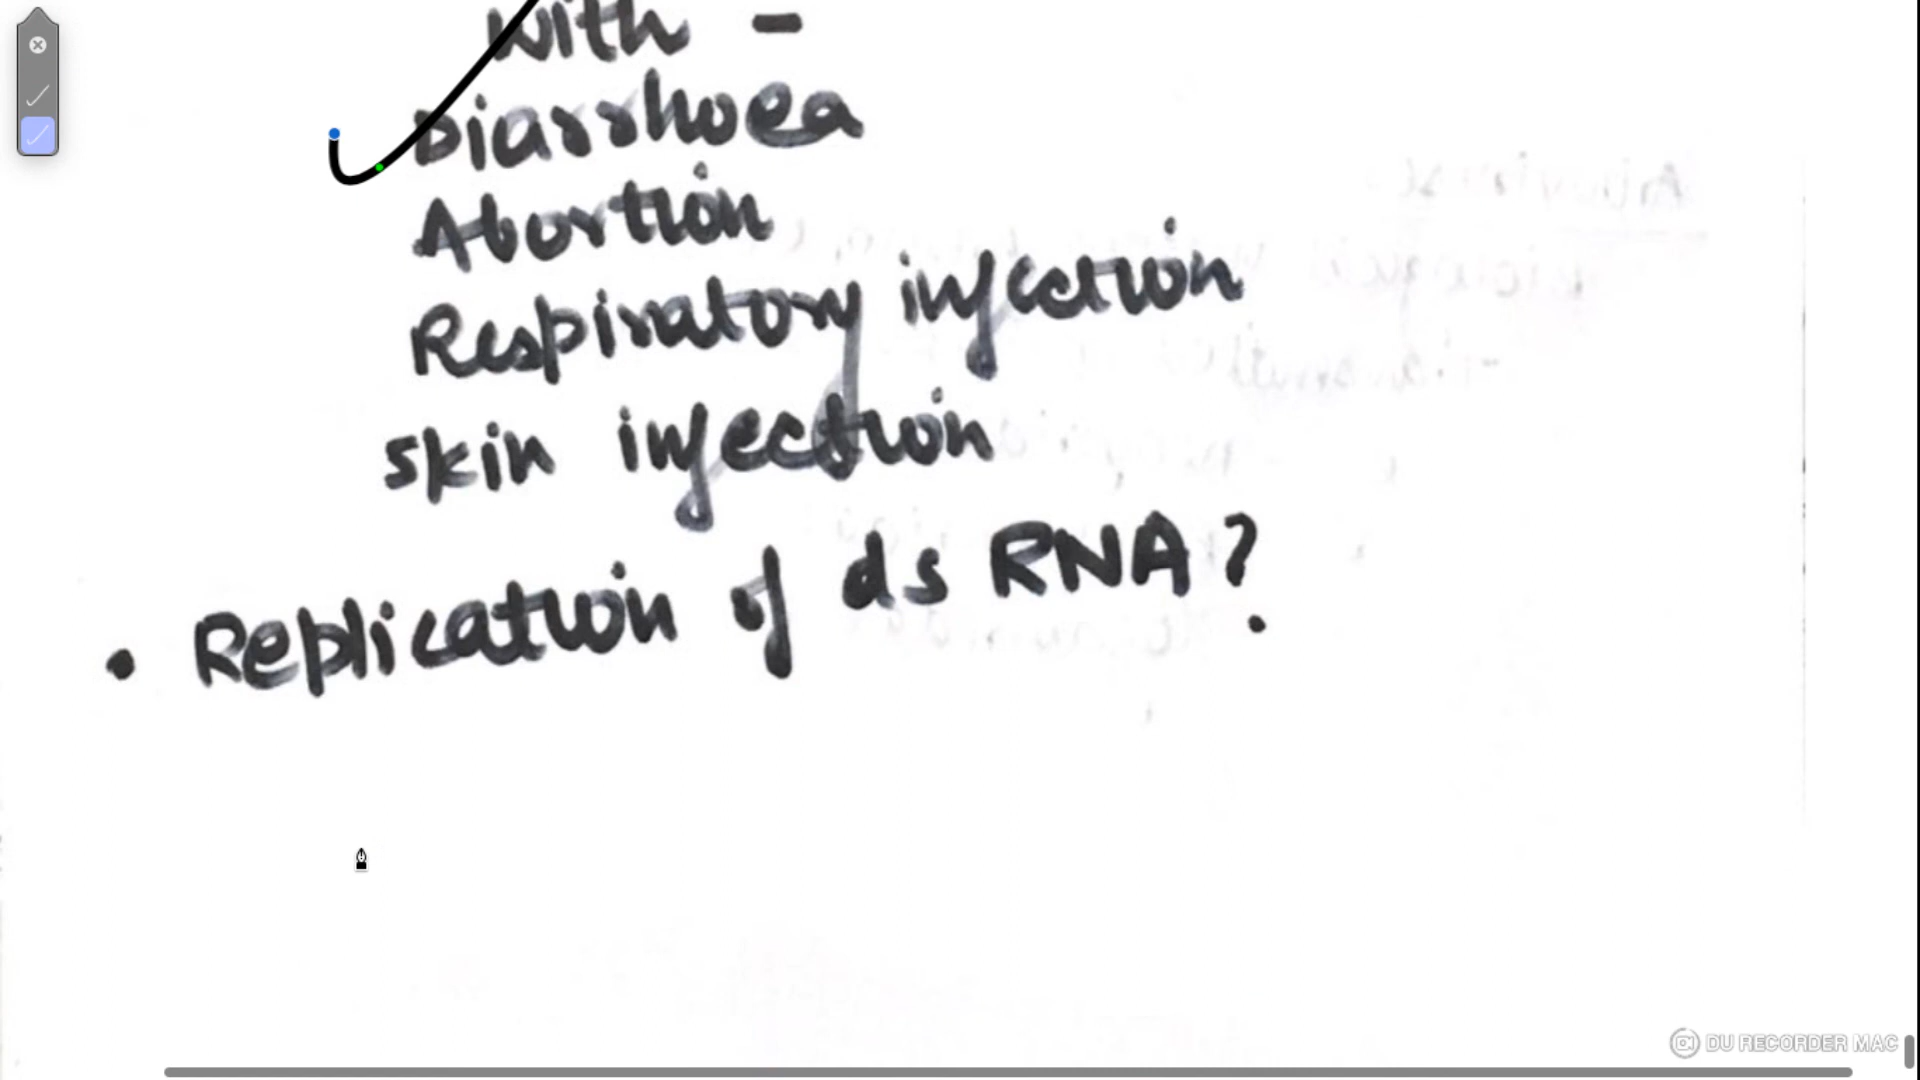 With -
Diarrhoea
Abortion
Respiratory infection
skin infection
• Replication of ds RNA?
DU RECORDER MAC